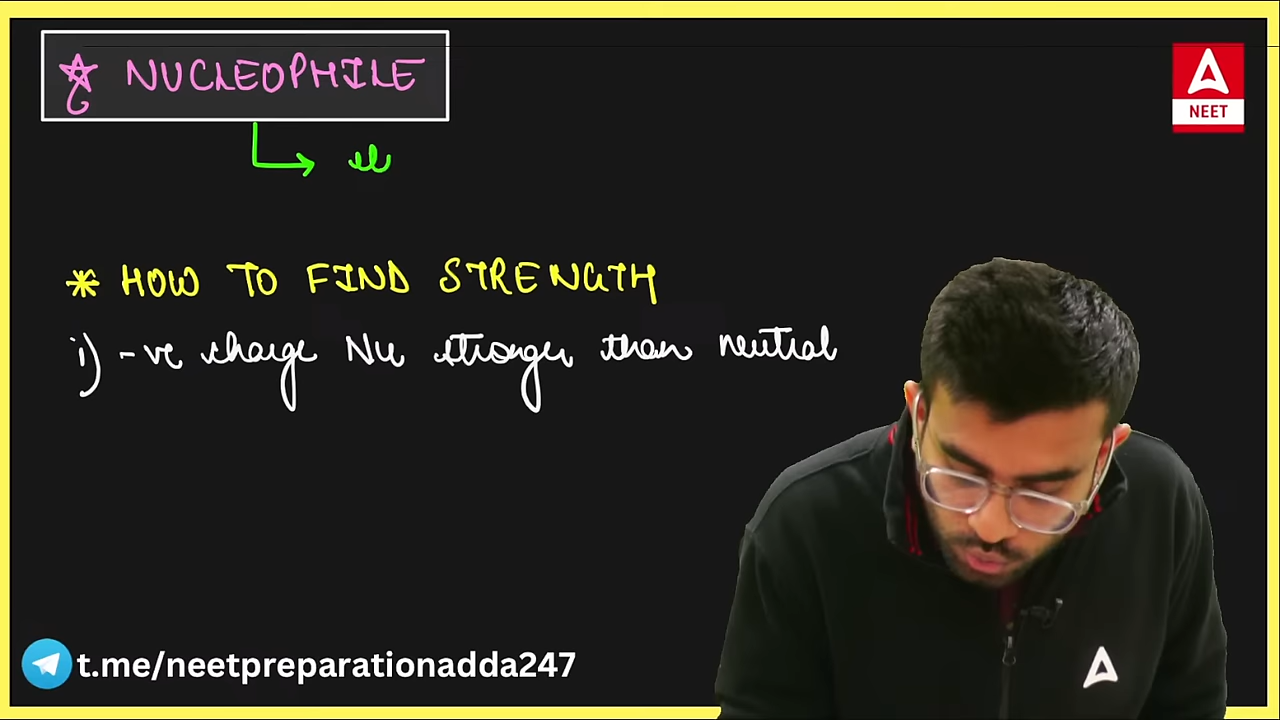 NUCLEOPHILE
NEET
* HOW TO FIND STRENGTH
i) -ve charge Nu stronger than neutral
t.me/neetpreparationadda247